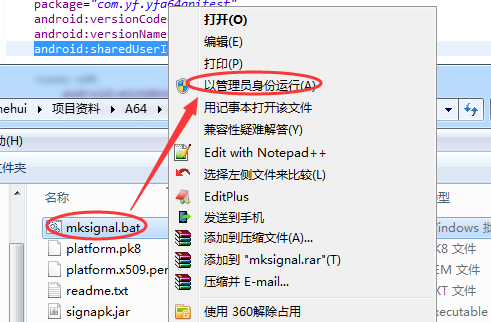 package="com.yf.yfa64antitest"
android:versionCode
android:versionName
android:sharedUserI
打开(O)
编辑(E)
打印(P)
以管理员身份运行(A)
用记事本打开该文件
兼容性疑难解答(Y)
Edit with Notepad++
选择左侧文件来比较(L)
EditPlus
发送到手机
添加到压缩文件(A)...
添加到 "mksignal.rar"(T)
压缩并 E-mail...
使用 360解除占用
nehui
项目资料
A64
助(H)
文件夹
名称
类型
mksignal.bat
Windows 批
platform.pk8
K8 文件
platform.x509.pem
EM 文件
readme.txt
文件
signapk.jar
xecutable